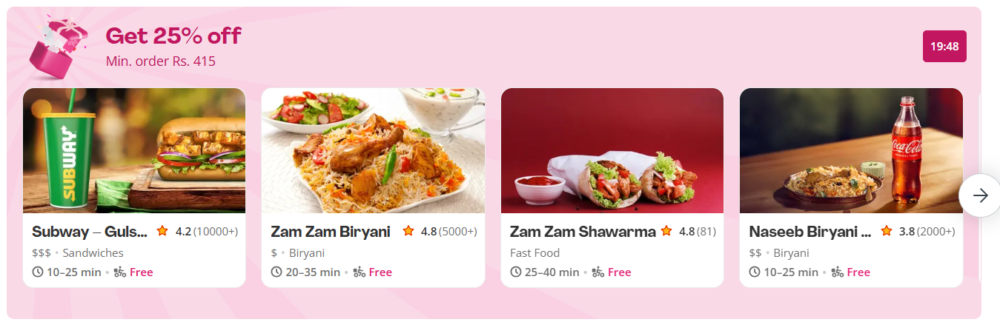 Get 25% off
Min. order Rs. 415
19:48
SUBWAY
Coca-Cola
ORIGINAL TASTE
Subway – Guls... 4.2 (10000+)
$$$ • Sandwiches
10–25 min • Free
Zam Zam Biryani 4.8 (5000+)
$ • Biryani
20–35 min • Free
Zam Zam Shawarma 4.8 (81)
Fast Food
25–40 min • Free
Naseeb Biryani ... 3.8 (2000+)
$$ • Biryani
10–25 min • Free